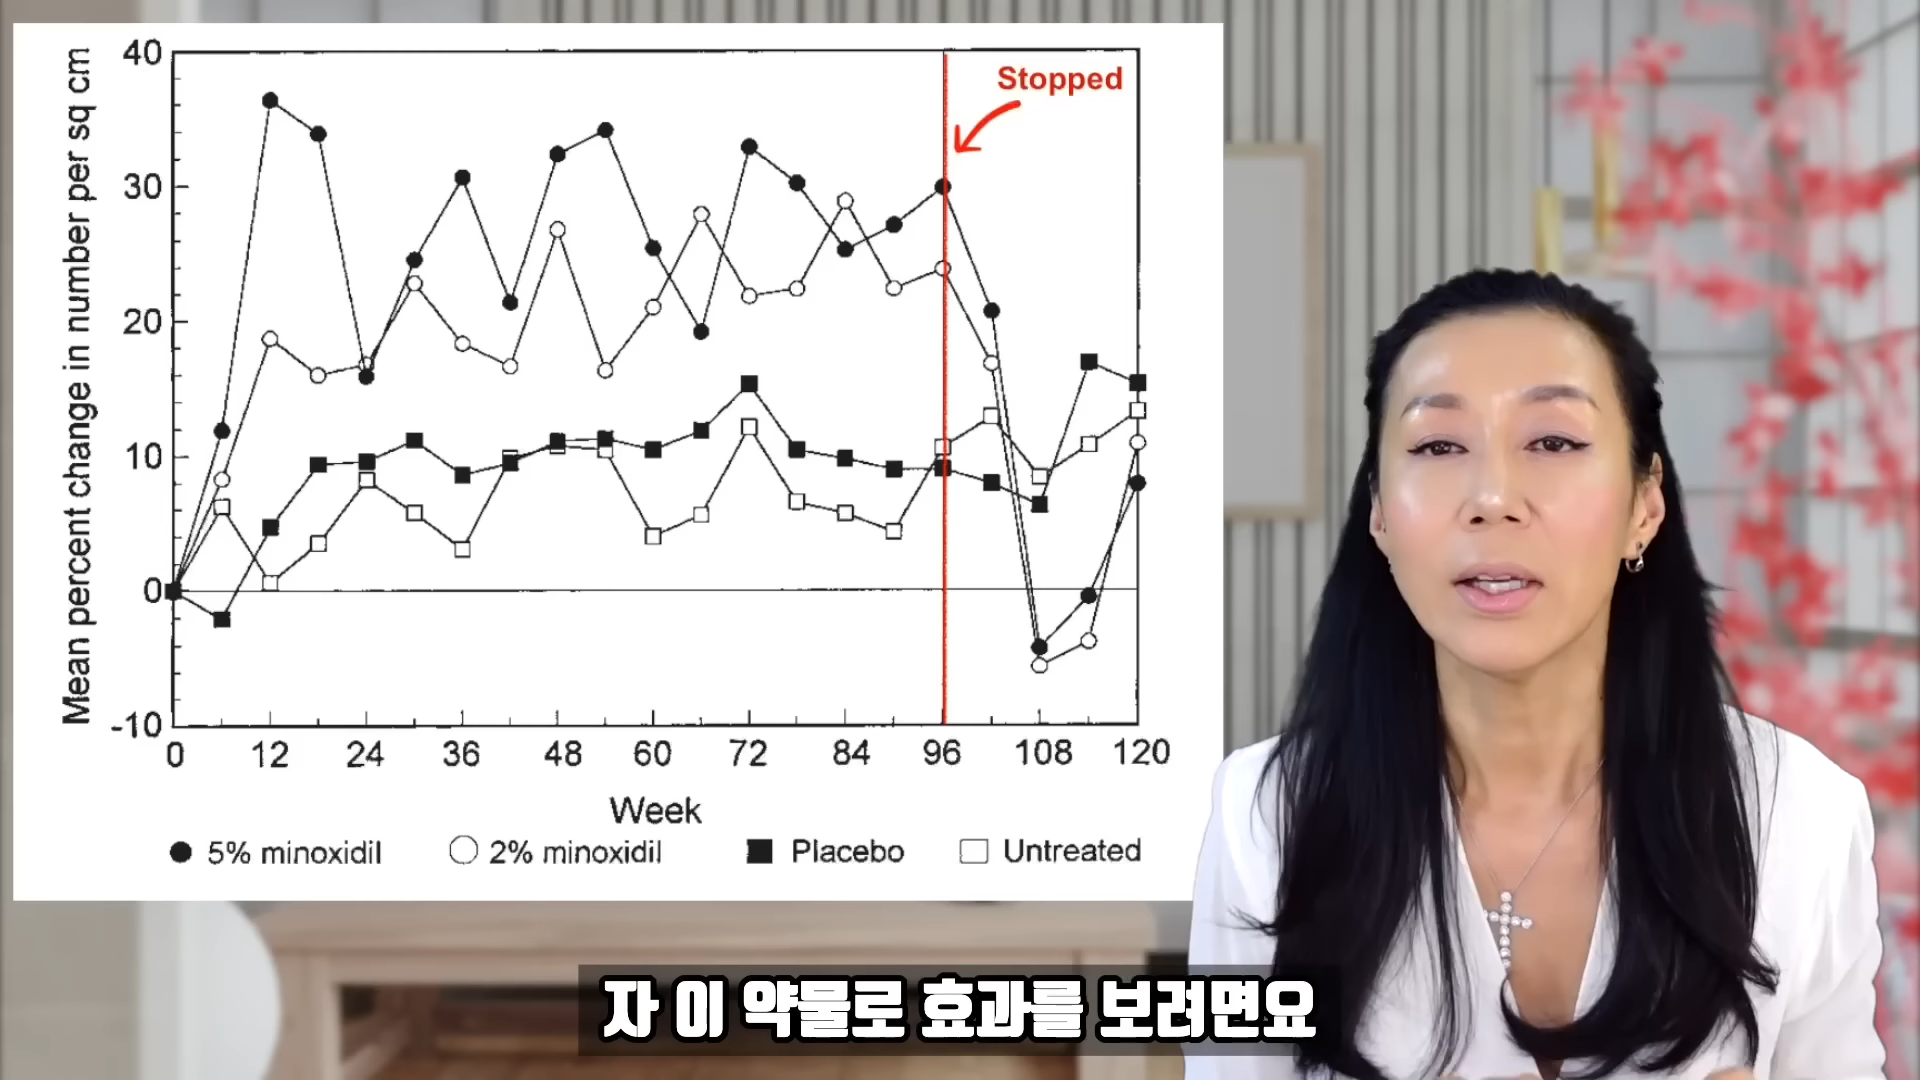 40
Stopped
30
20
10
0
-10
Mean percent change in number per sq cm
0 12 24 36 48 60 72 84 96 108 120
Week
5% minoxidil 2% minoxidil Placebo Untreated
자 이 약물로 효과를 보려면요